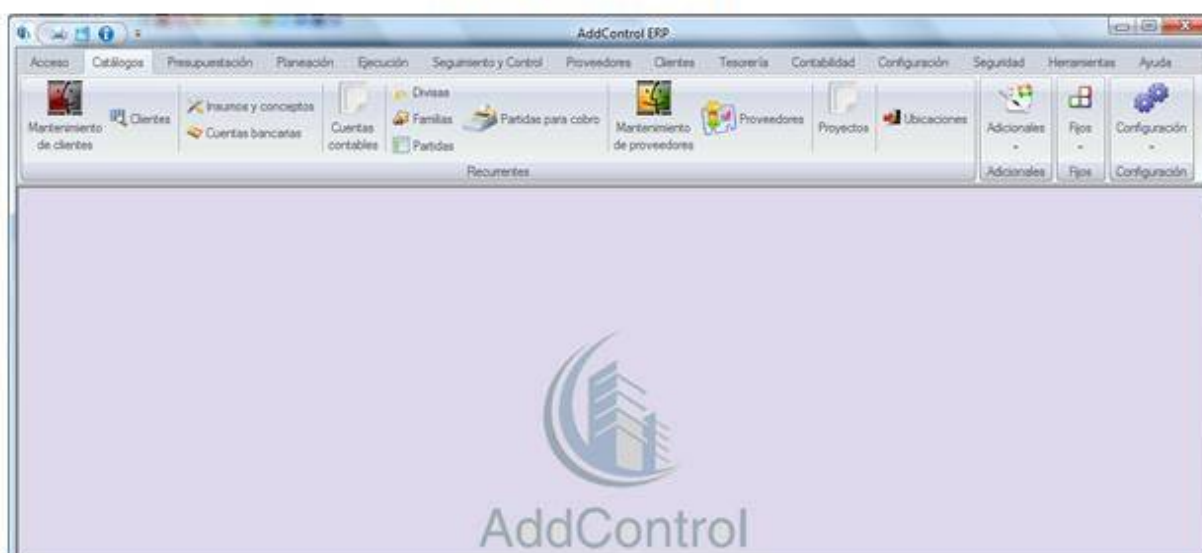 AddControl ERP
Acceso Catálogos Presupuestación Planeación Ejecución Seguimiento y Control Proveedores Clientes Tesorería Contabilidad Configuración Seguridad Herramientas Ayuda
Mantenimiento de clientes
Clientes
Insumos y conceptos
Cuentas bancarias
Cuentas contables
Divisas
Familias
Partidas
Partidas para cobro
Mantenimiento de proveedores
Proveedores
Proyectos
Ubicaciones
Adicionales
Fijos
Configuración
Recurrentes Adicionales Fijos Configuración
AddControl